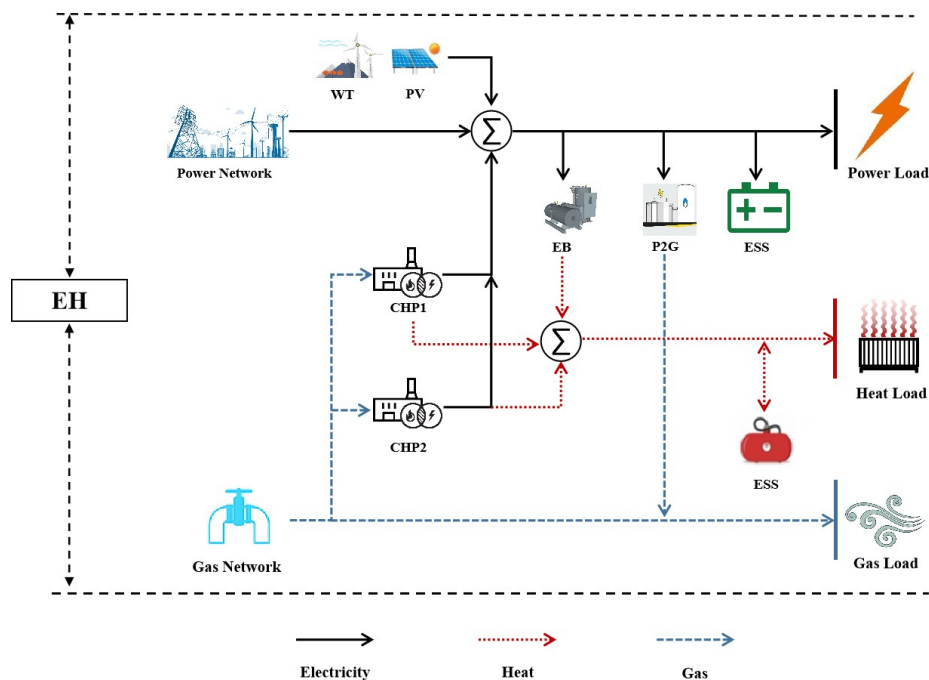 WT
PV
Σ
Power Network
Power Load
EB
P2G
ESS
EH
CHP1
Σ
Heat Load
CHP2
ESS
Gas Network
Gas Load
Electricity
Heat
Gas